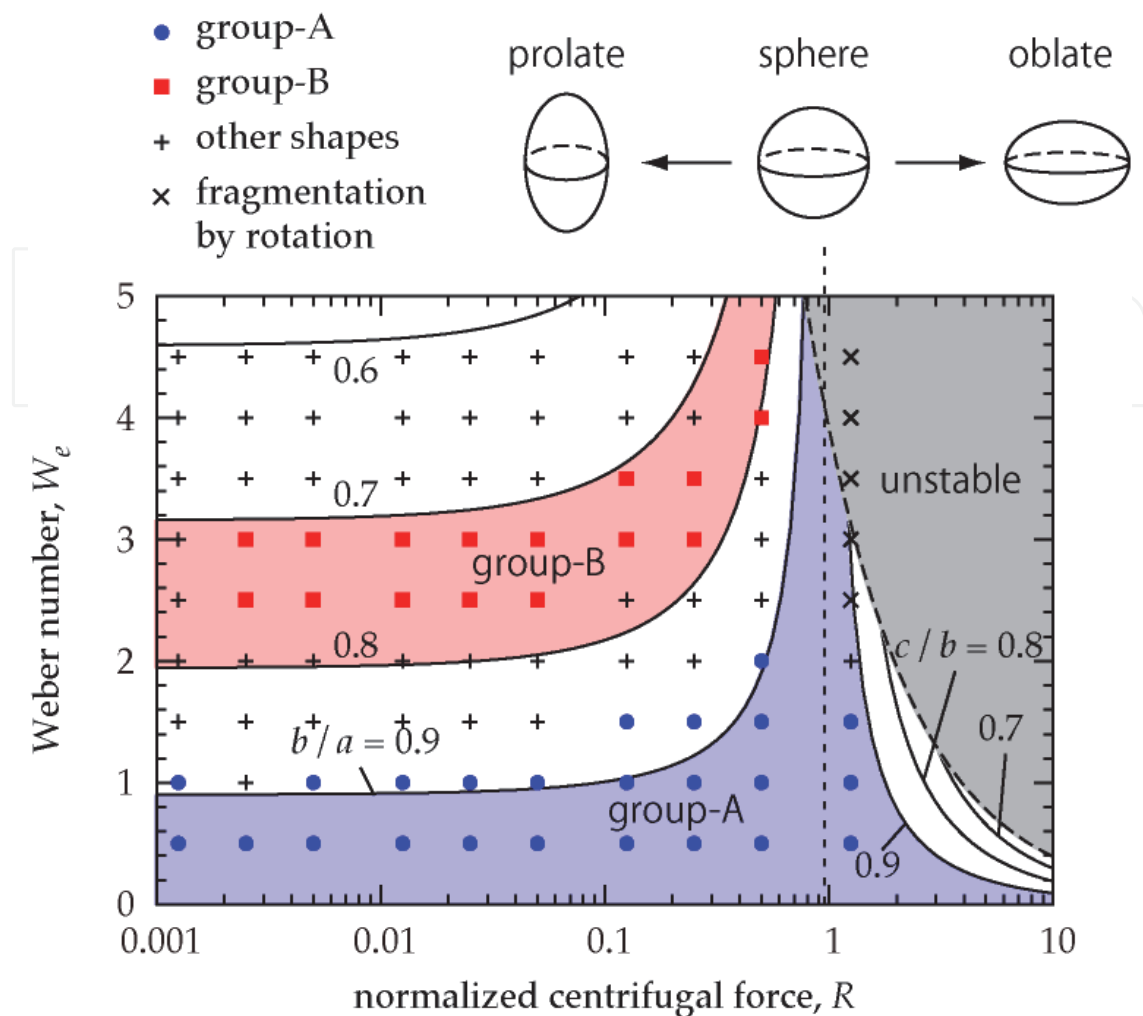 group-A
group-B
other shapes
fragmentation
by rotation
prolate
sphere
oblate
5
4
3
2
1
0
Weber number, Wₑ
0.6
0.7
group-B
0.8
b / a = 0.9
group-A
unstable
c / b = 0.8
0.7
0.9
0.001
0.01
0.1
1
10
normalized centrifugal force, R